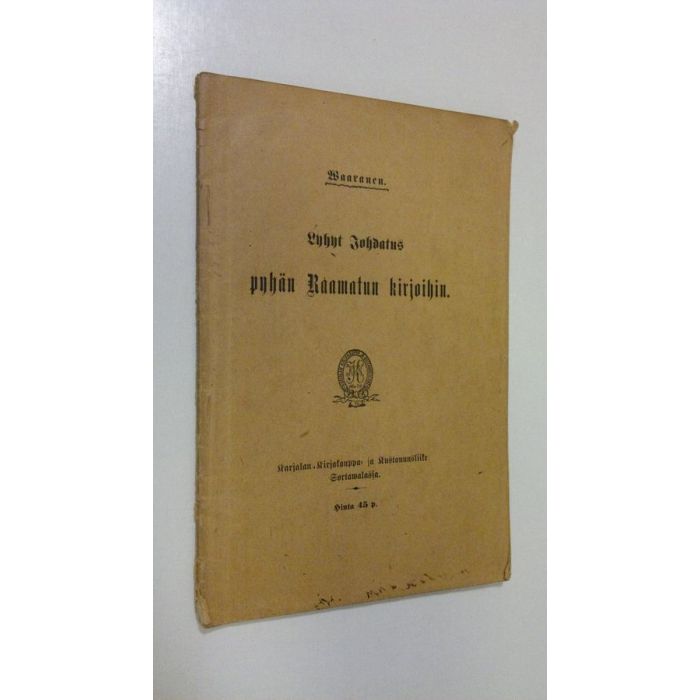 Waaranen.
Lyhyt Johdatus
pyhän Raamatun kirjoihin.
Karjalan Kirjakauppa- ja Kustannusliike
Sortawalassa.
Hinta 45 p.